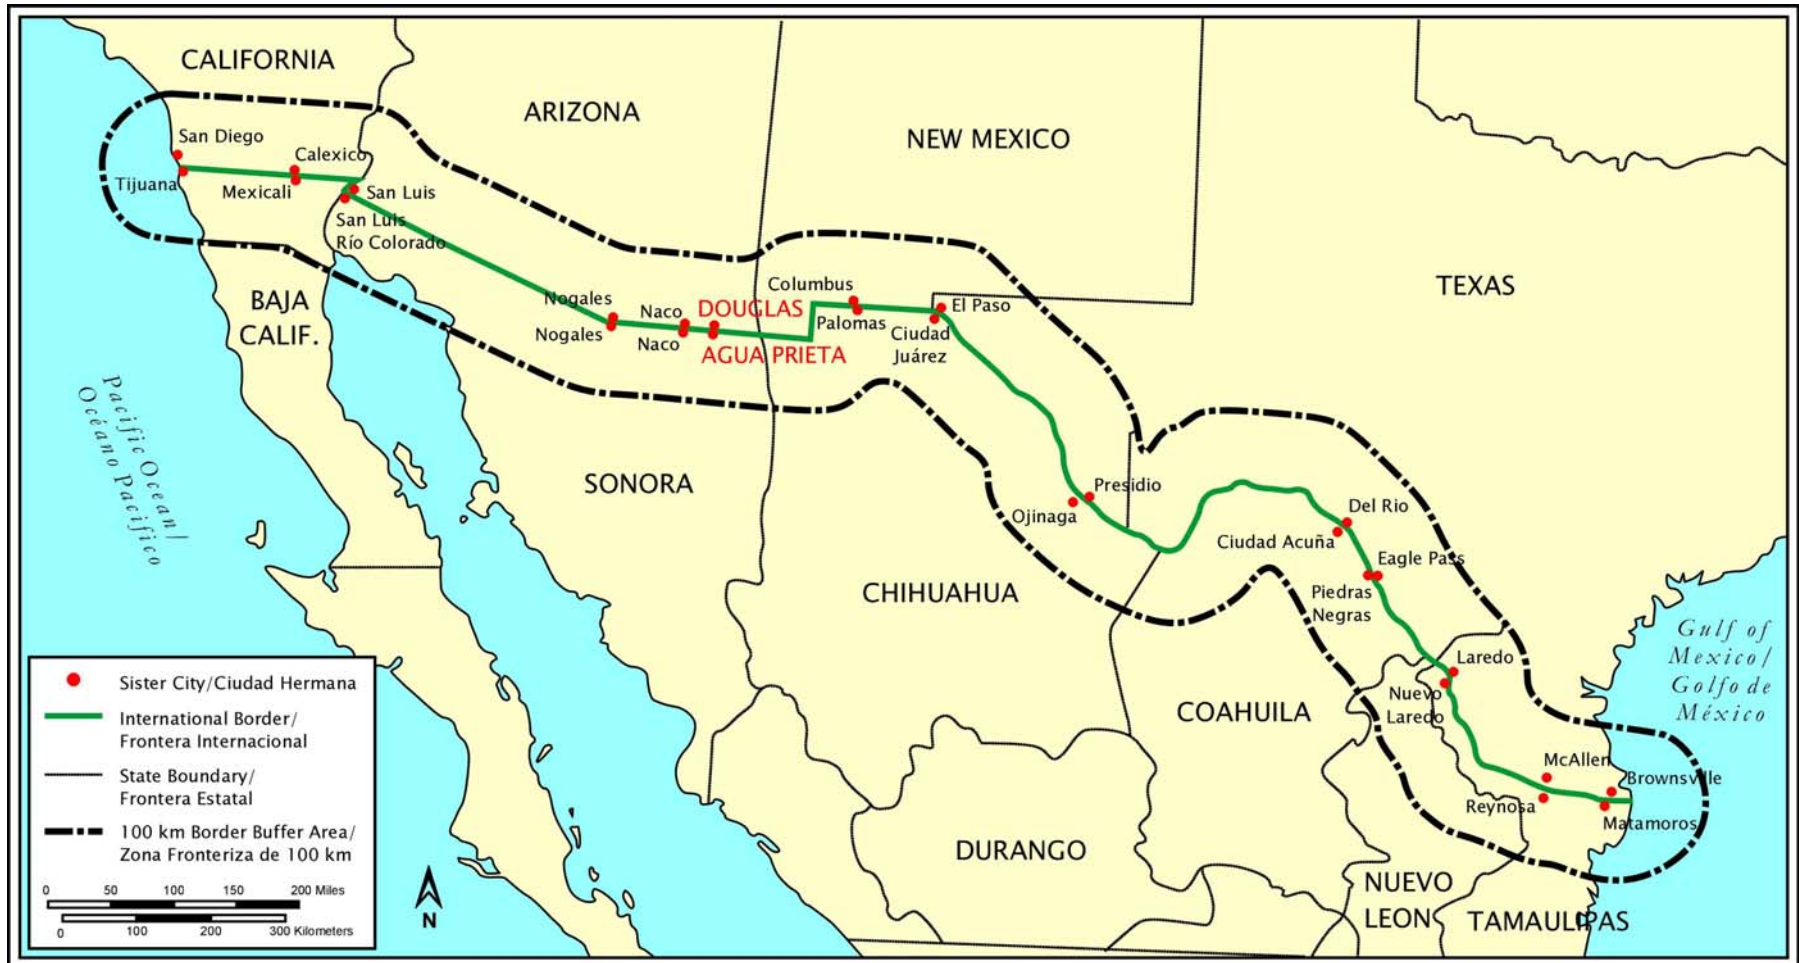 CALIFORNIA
ARIZONA
NEW MEXICO
TEXAS
San Diego
Tijuana
Calexico
Mexicali
San Luis
San Luis
Río Colorado
BAJA
CALIF.
Nogales
Nogales
Naco
Naco
DOUGLAS
AGUA PRIETA
Columbus
Palomas
El Paso
Ciudad
Juárez
Pacific Ocean/
Océano Pacifico
SONORA
CHIHUAHUA
Presidio
Ojinaga
Del Rio
Ciudad Acuña
Eagle Pass
Piedras
Negras
Laredo
Nuevo
Laredo
COAHUILA
Gulf of
Mexico/
Golfo de
México
McAllen
Reynosa
Brownsville
Matamoros
DURANGO
NUEVO
LEON
TAMAULIPAS
Sister City/Ciudad Hermana
International Border/
Frontera Internacional
State Boundary/
Frontera Estatal
100 km Border Buffer Area/
Zona Fronteriza de 100 km
0 50 100 150 200 Miles
0 100 200 300 Kilometers
N